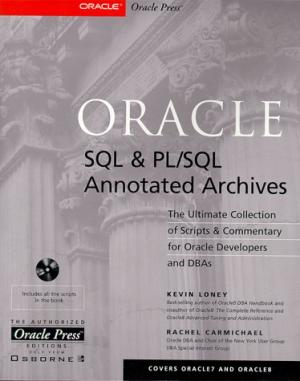 ORACLE Oracle Press
ORACLE
SQL & PL/SQL
Annotated Archives
The Ultimate Collection
of Scripts & Commentary
for Oracle Developers
and DBAs
Includes all the scripts
in the book
KEVIN LONEY
Bestselling author of Oracle8 DBA Handbook and
coauthor of Oracle8 The Complete Reference and
Oracle8 Advanced Tuning and Administration
RACHEL CARMICHAEL
Oracle DBA and Chair of the New York User Group
DBA Special Interest Group
THE AUTHORIZED
Oracle Press
EDITIONS
ONLY FROM
OSBORNE
COVERS ORACLE7 AND ORACLE8